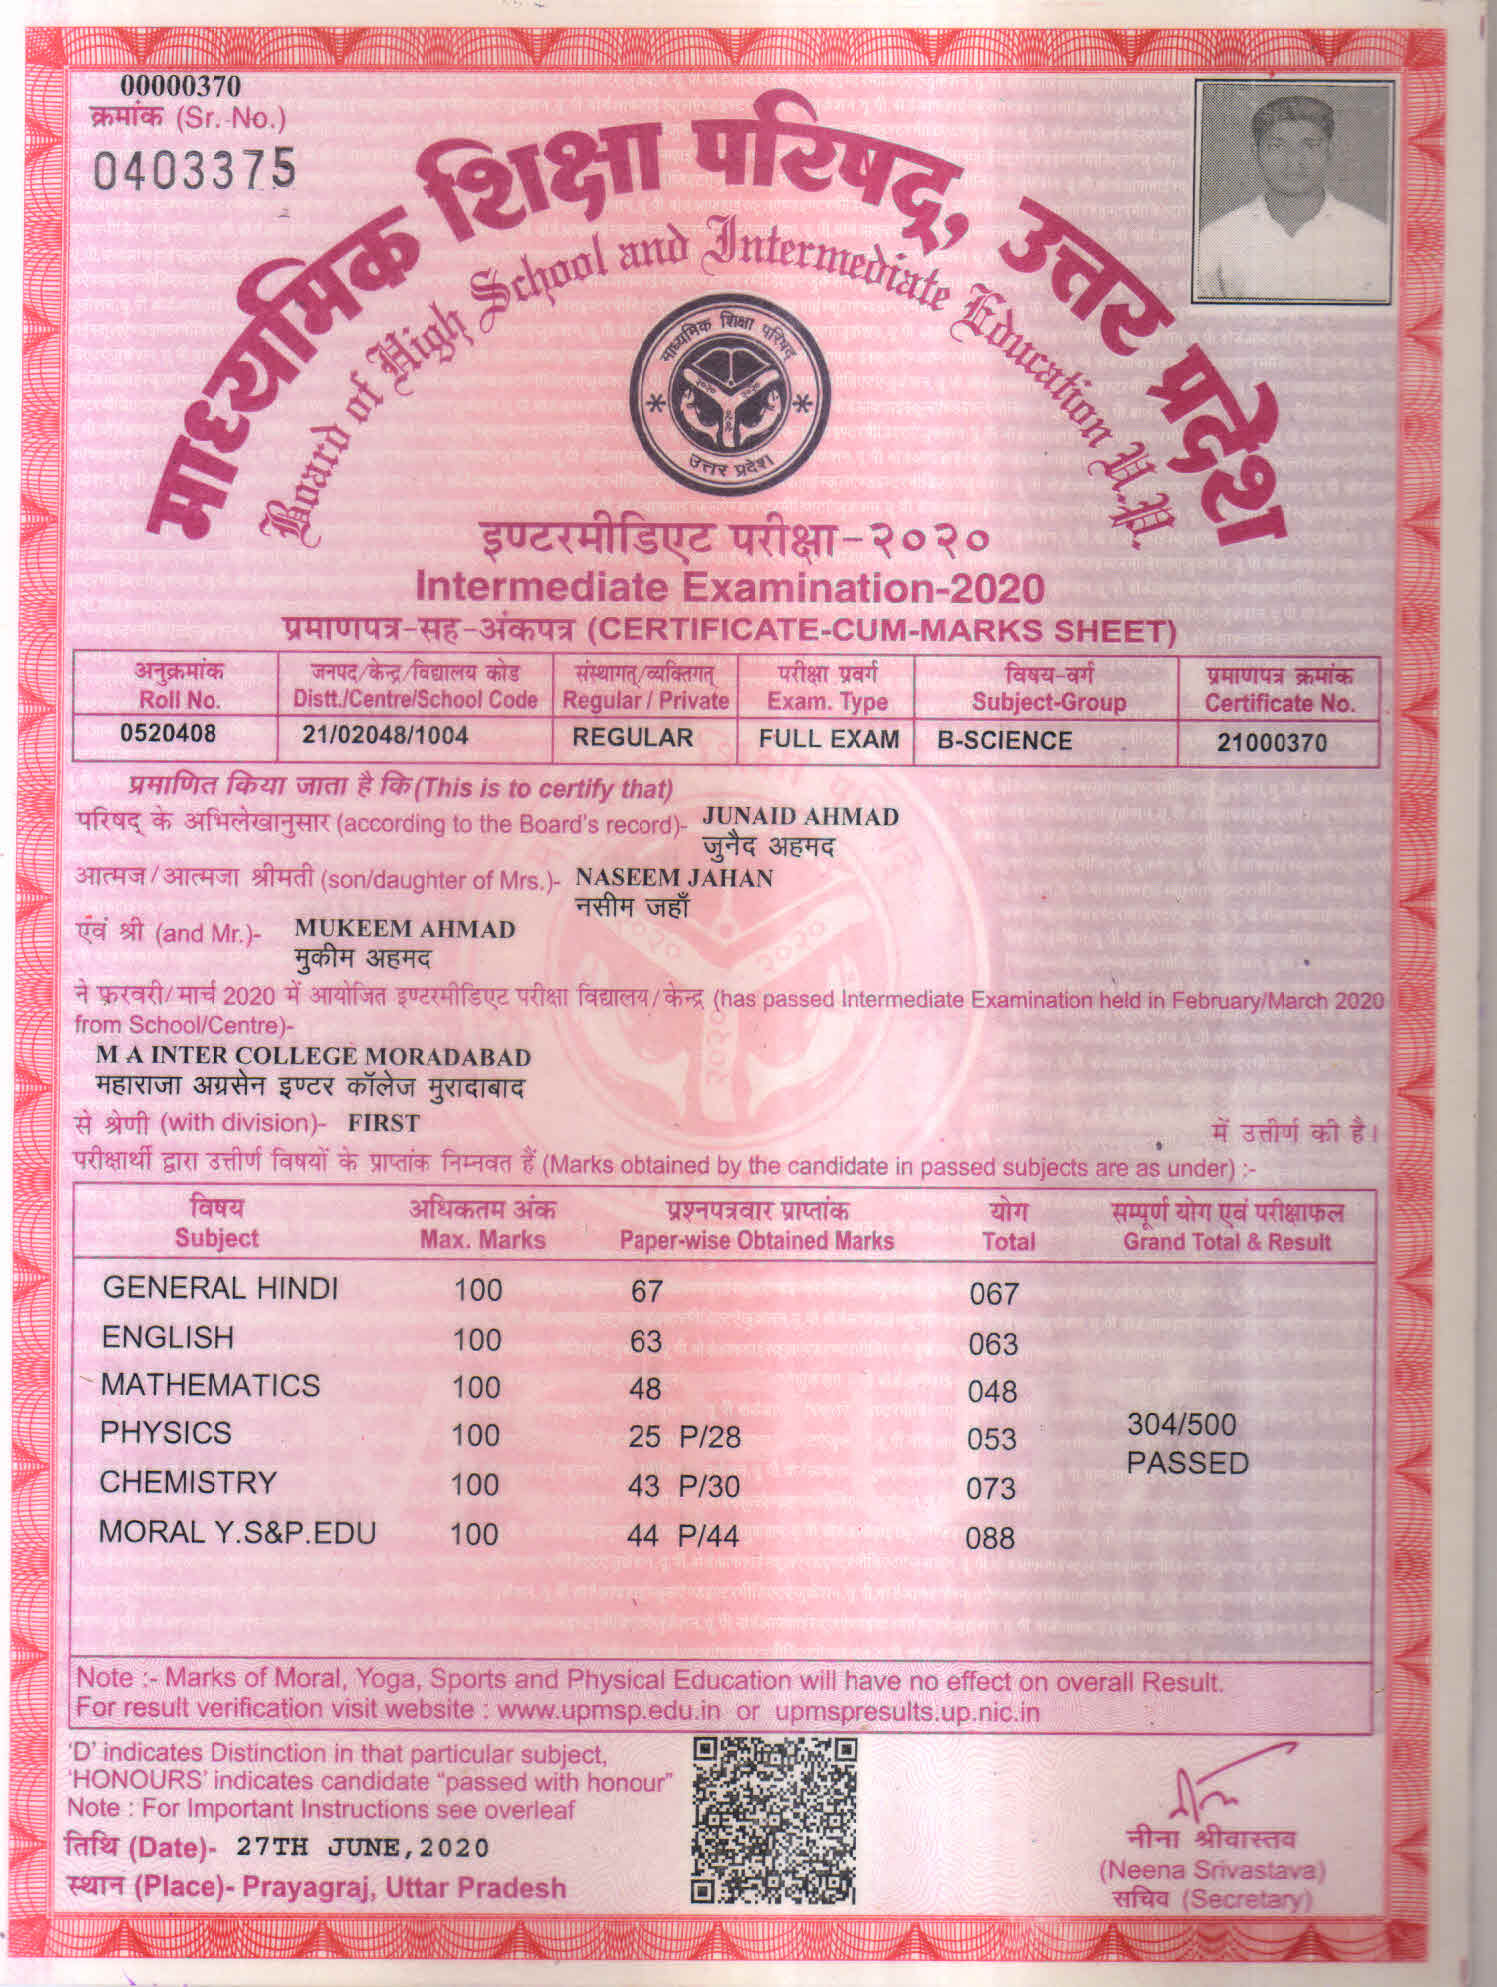 00000370
क्रमांक (Sr. No.)
0403375
माध्यमिक शिक्षा परिषद्, उत्तर प्रदेश
Board of High School and Intermediate Education U.P.
माध्यमिक शिक्षा परिषद्
२०२० २०२०
२०२०
उत्तर प्रदेश
इण्टरमीडिएट परीक्षा-२०२०
Intermediate Examination-2020
प्रमाणपत्र-सह-अंकपत्र (CERTIFICATE-CUM-MARKS SHEET)
अनुक्रमांक जनपद/केन्द्र/विद्यालय कोड संस्थागत्/व्यक्तिगत् परीक्षा प्रवर्ग विषय-वर्ग प्रमाणपत्र क्रमांक
Roll No. Distt./Centre/School Code Regular / Private Exam. Type Subject-Group Certificate No.
0520408 21/02048/1004 REGULAR FULL EXAM B-SCIENCE 21000370
प्रमाणित किया जाता है कि (This is to certify that)
परिषद् के अभिलेखानुसार (according to the Board's record)- JUNAID AHMAD
जुनैद अहमद
आत्मज/आत्मजा श्रीमती (son/daughter of Mrs.)- NASEEM JAHAN
नसीम जहाँ
एवं श्री (and Mr.)- MUKEEM AHMAD
मुकीम अहमद
ने फ़रवरी/मार्च 2020 में आयोजित इण्टरमीडिएट परीक्षा विद्यालय/केन्द्र (has passed Intermediate Examination held in February/March 2020
from School/Centre)-
M A INTER COLLEGE MORADABAD
महाराजा अग्रसेन इण्टर कॉलेज मुरादाबाद
से श्रेणी (with division)- FIRST में उत्तीर्ण की है।
परीक्षार्थी द्वारा उत्तीर्ण विषयों के प्राप्तांक निम्नवत हैं (Marks obtained by the candidate in passed subjects are as under) :-
विषय अधिकतम अंक प्रश्नपत्रवार प्राप्तांक योग सम्पूर्ण योग एवं परीक्षाफल
Subject Max. Marks Paper-wise Obtained Marks Total Grand Total & Result
GENERAL HINDI 100 67 067
ENGLISH 100 63 063
MATHEMATICS 100 48 048
PHYSICS 100 25 P/28 053 304/500
PASSED
CHEMISTRY 100 43 P/30 073
MORAL Y.S&P.EDU 100 44 P/44 088
Note :- Marks of Moral, Yoga, Sports and Physical Education will have no effect on overall Result.
For result verification visit website : www.upmsp.edu.in or upmspresults.up.nic.in
'D' indicates Distinction in that particular subject,
'HONOURS' indicates candidate "passed with honour"
Note : For Important Instructions see overleaf
तिथि (Date)- 27TH JUNE,2020
स्थान (Place)- Prayagraj, Uttar Pradesh
नीना श्रीवास्तव
(Neena Srivastava)
सचिव (Secretary)